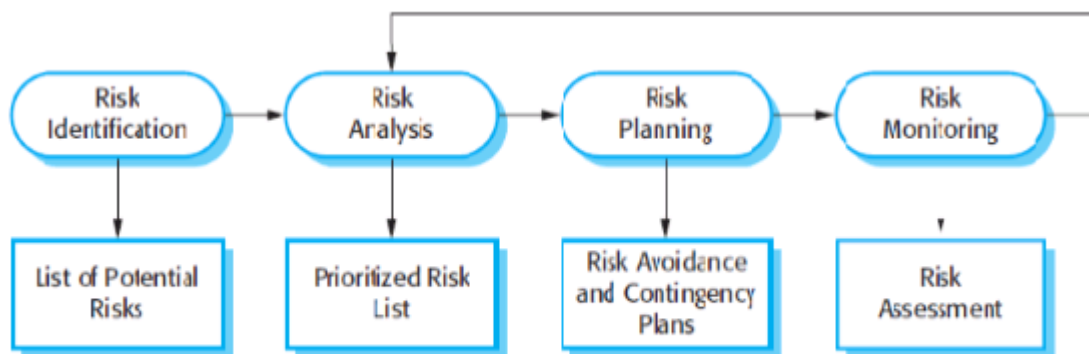 Risk
Identification
Risk
Analysis
Risk
Planning
Risk
Monitoring
List of Potential
Risks
Prioritized Risk
List
Risk Avoidance
and Contingency
Plans
Risk
Assessment